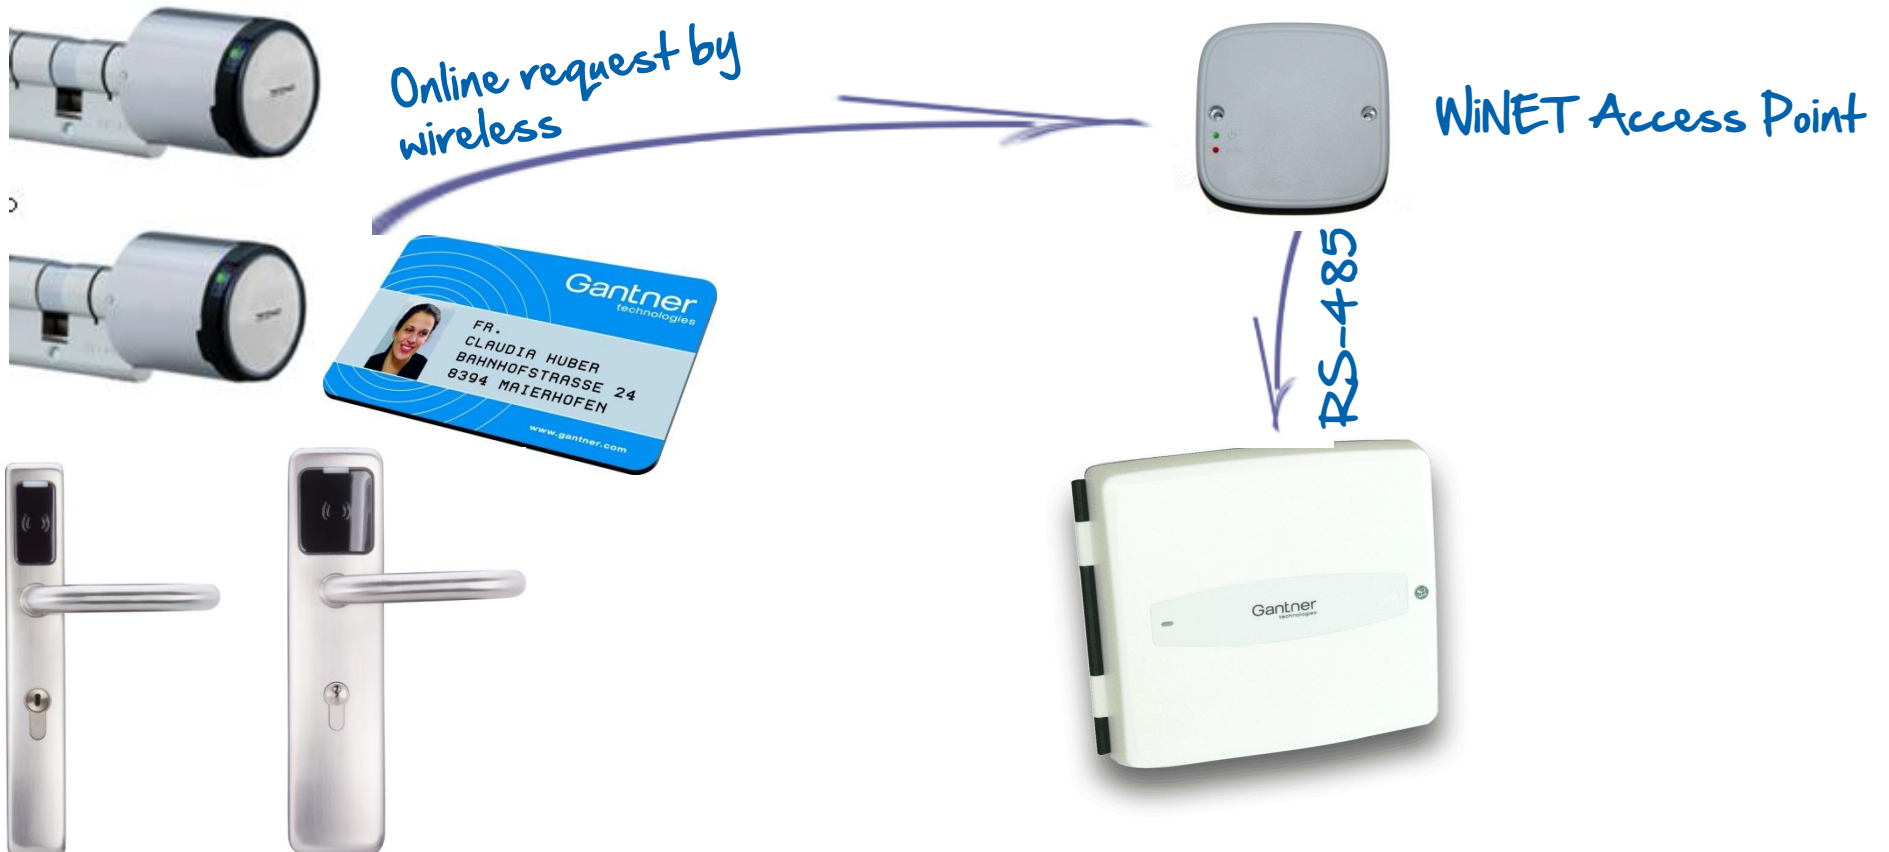 Online request by
wireless
WiNET Access Point
RS-485
Gantner
technologies
FR.
CLAUDIA HUBER
BAHNHOFSTRASSE 24
8394 MAIERHOFEN
www.gantner.com
Gantner
technologies